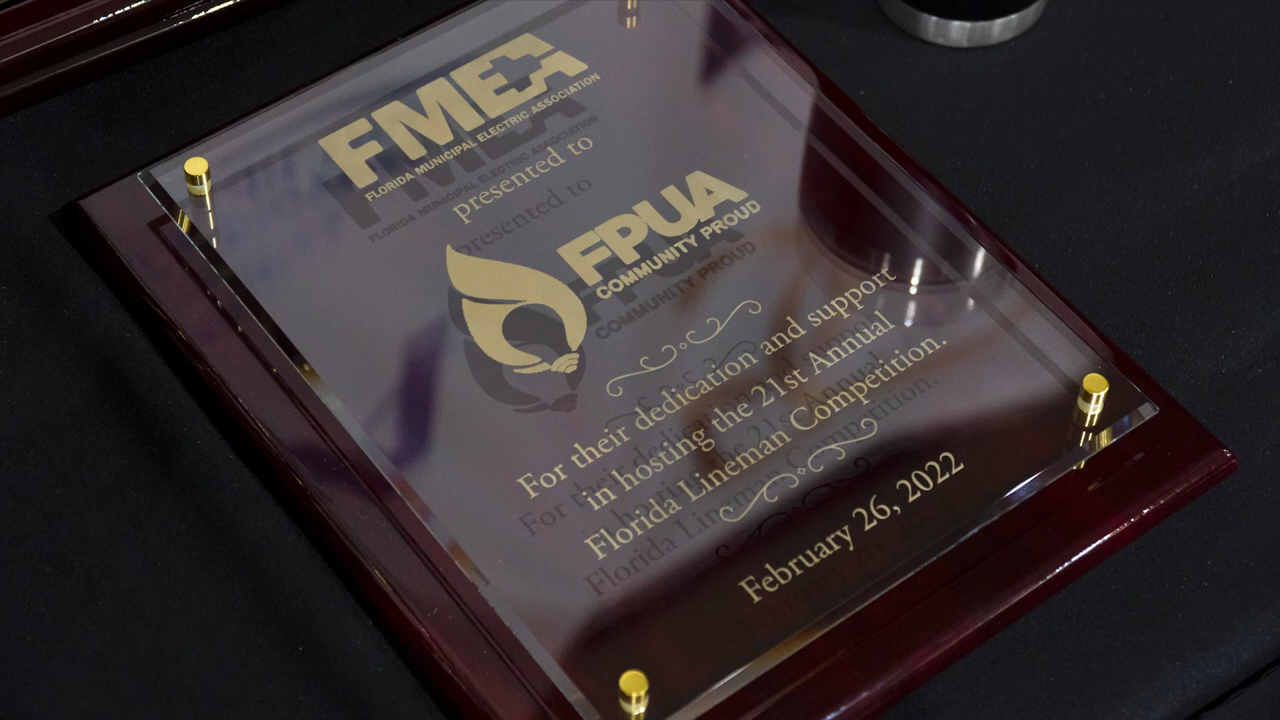 FMEA
FLORIDA MUNICIPAL ELECTRIC ASSOCIATION
presented to
FPUA
COMMUNITY PROUD
For their dedication and support
in hosting the 21st Annual
Florida Lineman Competition.
February 26, 2022